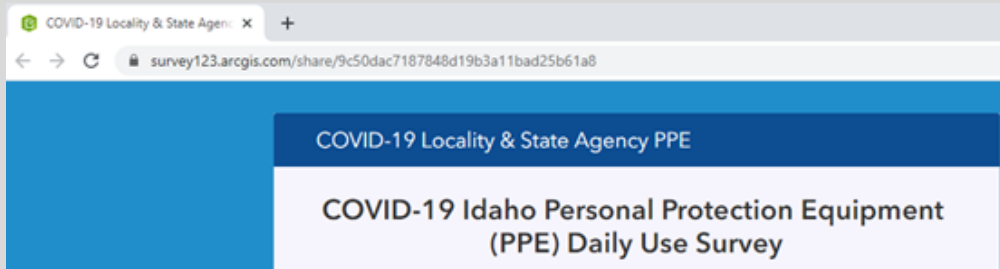 COVID-19 Locality & State Agenc
survey123.arcgis.com/share/9c50dac7187848d19b3a11bad25b61a8
COVID-19 Locality & State Agency PPE
COVID-19 Idaho Personal Protection Equipment
(PPE) Daily Use Survey